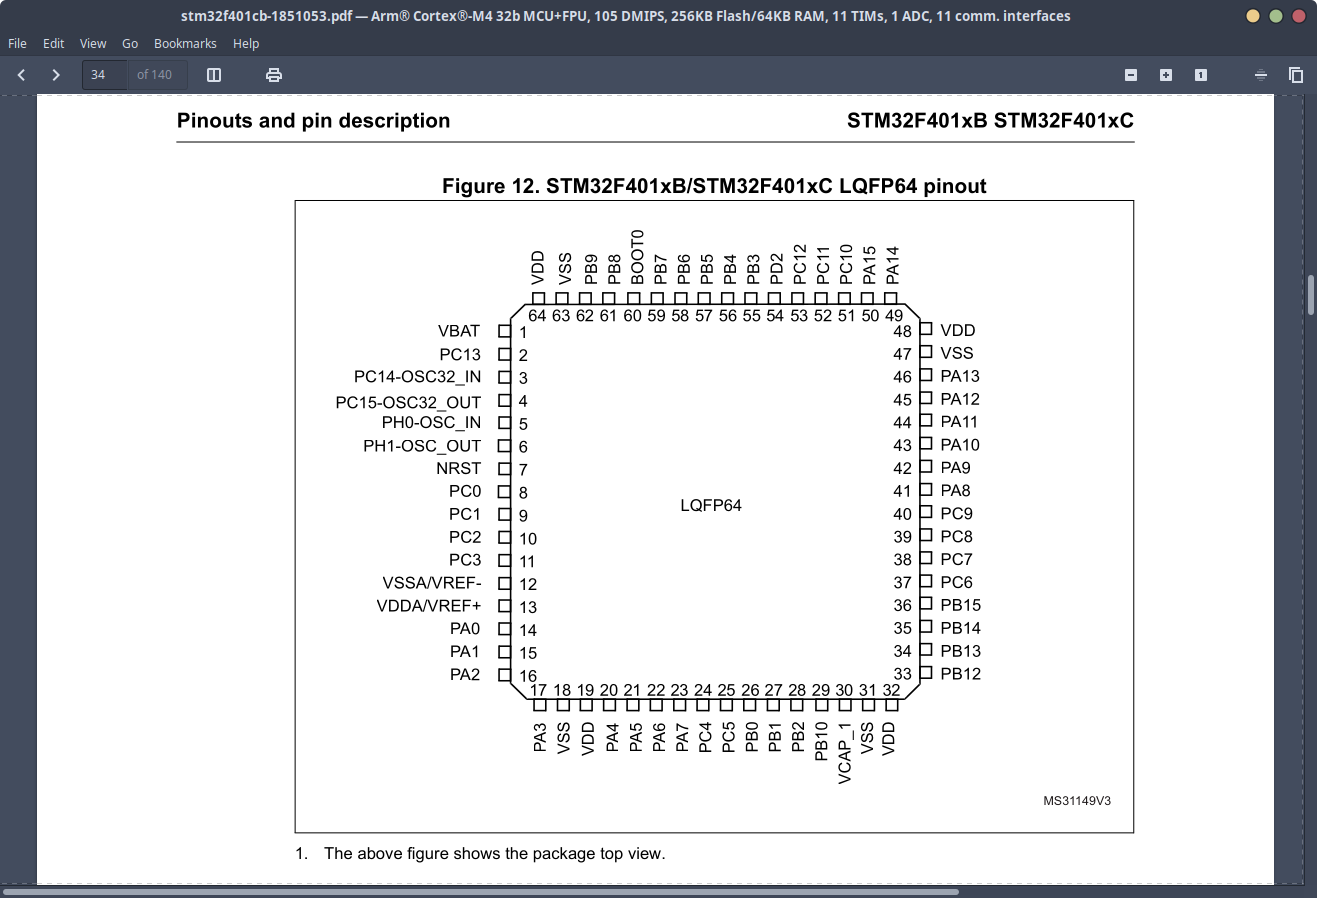 stm32f401cb-1851053.pdf — Arm® Cortex®-M4 32b MCU+FPU, 105 DMIPS, 256KB Flash/64KB RAM, 11 TIMs, 1 ADC, 11 comm. interfaces
File Edit View Go Bookmarks Help
34 of 140 1
Pinouts and pin description STM32F401xB STM32F401xC
Figure 12. STM32F401xB/STM32F401xC LQFP64 pinout
VDD VSS PB9 PB8 BOOT0 PB7 PB6 PB5 PB4 PB3 PD2 PC12 PC11 PC10 PA15 PA14
64 63 62 61 60 59 58 57 56 55 54 53 52 51 50 49
VBAT 1 48 VDD
PC13 2 47 VSS
PC14-OSC32_IN 3 46 PA13
PC15-OSC32_OUT 4 45 PA12
PH0-OSC_IN 5 44 PA11
PH1-OSC_OUT 6 43 PA10
NRST 7 42 PA9
PC0 8 41 PA8
PC1 9 40 PC9
LQFP64
PC2 10 39 PC8
PC3 11 38 PC7
VSSA/VREF- 12 37 PC6
VDDA/VREF+ 13 36 PB15
PA0 14 35 PB14
PA1 15 34 PB13
PA2 16 33 PB12
17 18 19 20 21 22 23 24 25 26 27 28 29 30 31 32
PA3 VSS VDD PA4 PA5 PA6 PA7 PC4 PC5 PB0 PB1 PB2 PB10 VCAP_1 VSS VDD
MS31149V3
1. The above figure shows the package top view.